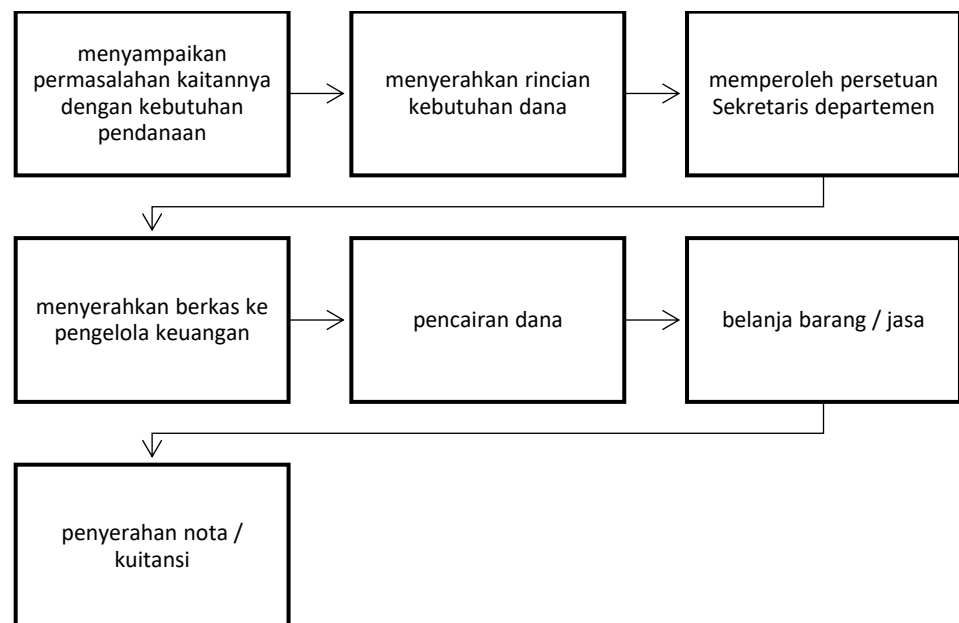 menyampaikan
permasalahan kaitannya
dengan kebutuhan
pendanaan
menyerahkan rincian
kebutuhan dana
memperoleh persetuan
Sekretaris departemen
menyerahkan berkas ke
pengelola keuangan
pencairan dana
belanja barang / jasa
penyerahan nota /
kuitansi